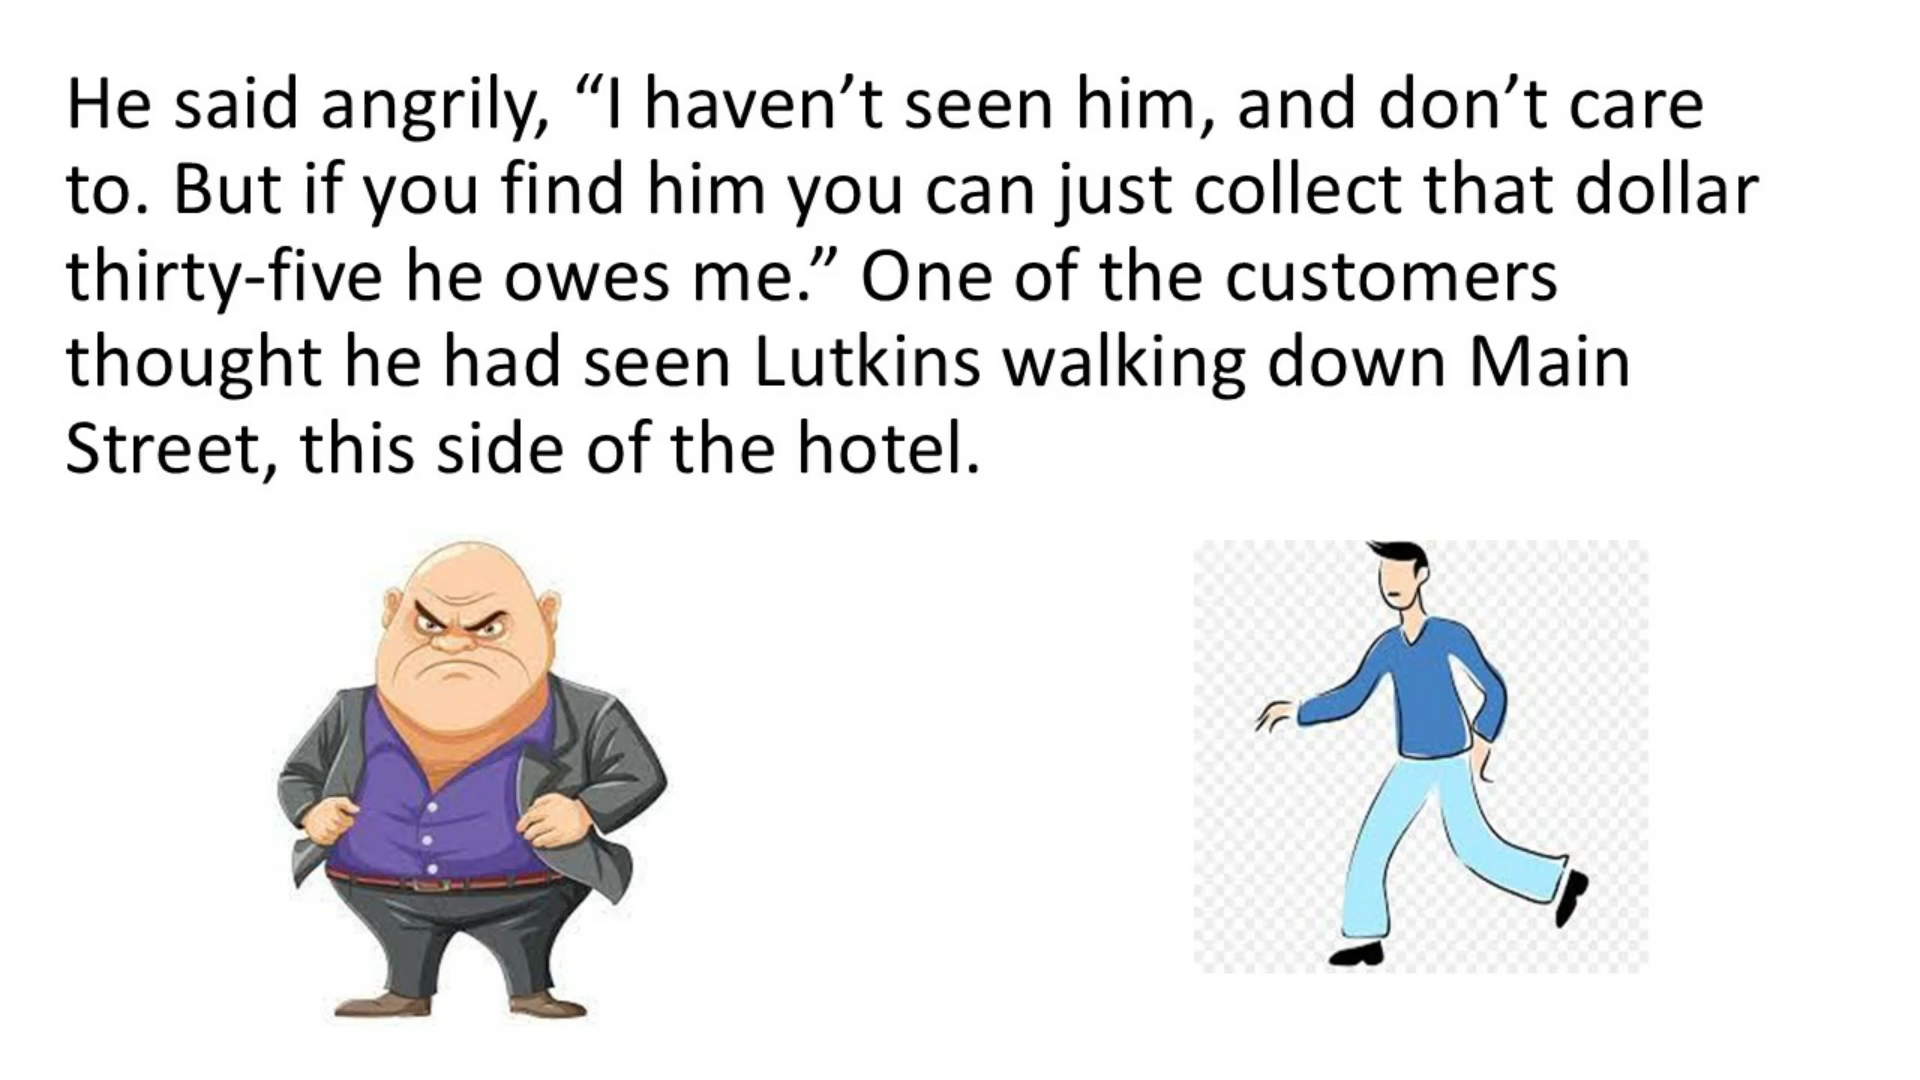 He said angrily, “I haven’t seen him, and don’t care
to. But if you find him you can just collect that dollar
thirty-five he owes me.” One of the customers
thought he had seen Lutkins walking down Main
Street, this side of the hotel.